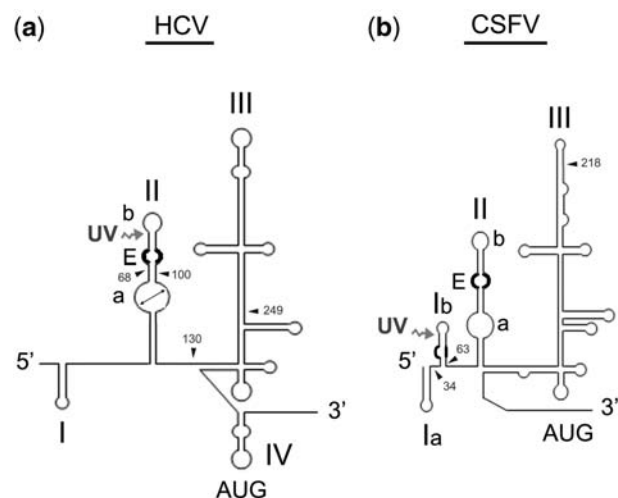 (a) HCV
III
II
b
UV
E
68 100
a
249
130
5'
I
3'
IV
AUG
(b) CSFV
III
218
II
b
E
Ib
a
UV
63
5'
34
Ia
3'
AUG